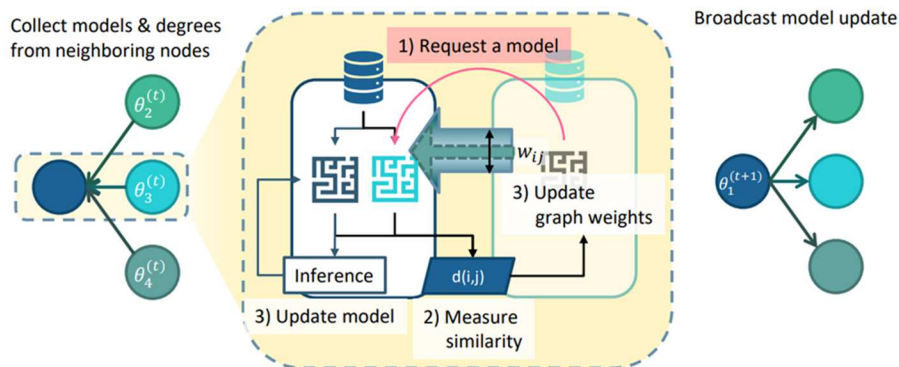 Collect models & degrees
from neighboring nodes
θ₂⁽ᵗ⁾
θ₃⁽ᵗ⁾
θ₄⁽ᵗ⁾
1) Request a model
wᵢⱼ
3) Update
graph weights
Inference
d(i,j)
3) Update model
2) Measure
similarity
Broadcast model update
θ₁⁽ᵗ⁺¹⁾